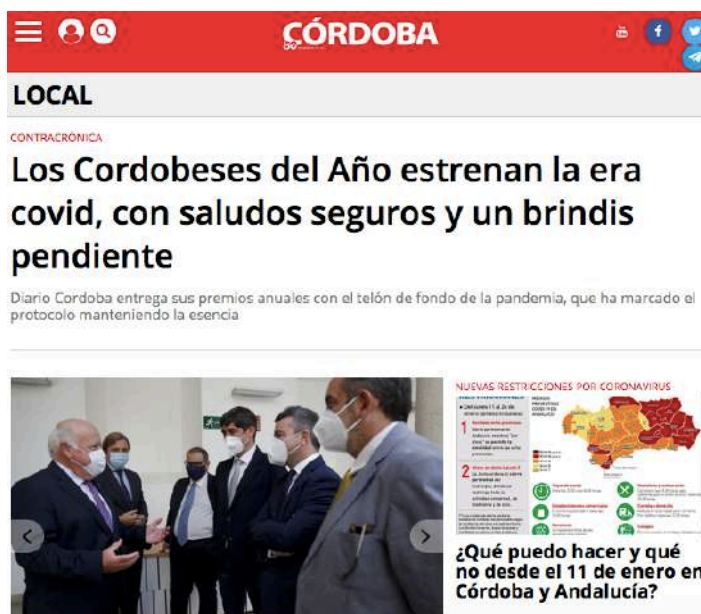 CÓRDOBA
LOCAL
CONTRACRÓNICA
Los Cordobeses del Año estrenan la era
covid, con saludos seguros y un brindis
pendiente
Diario Cordoba entrega sus premios anuales con el telón de fondo de la pandemia, que ha marcado el
protocolo manteniendo la esencia
NUEVAS RESTRICCIONES POR CORONAVIRUS
1
2
¿Qué puedo hacer y qué
no desde el 11 de enero en
Córdoba y Andalucía?